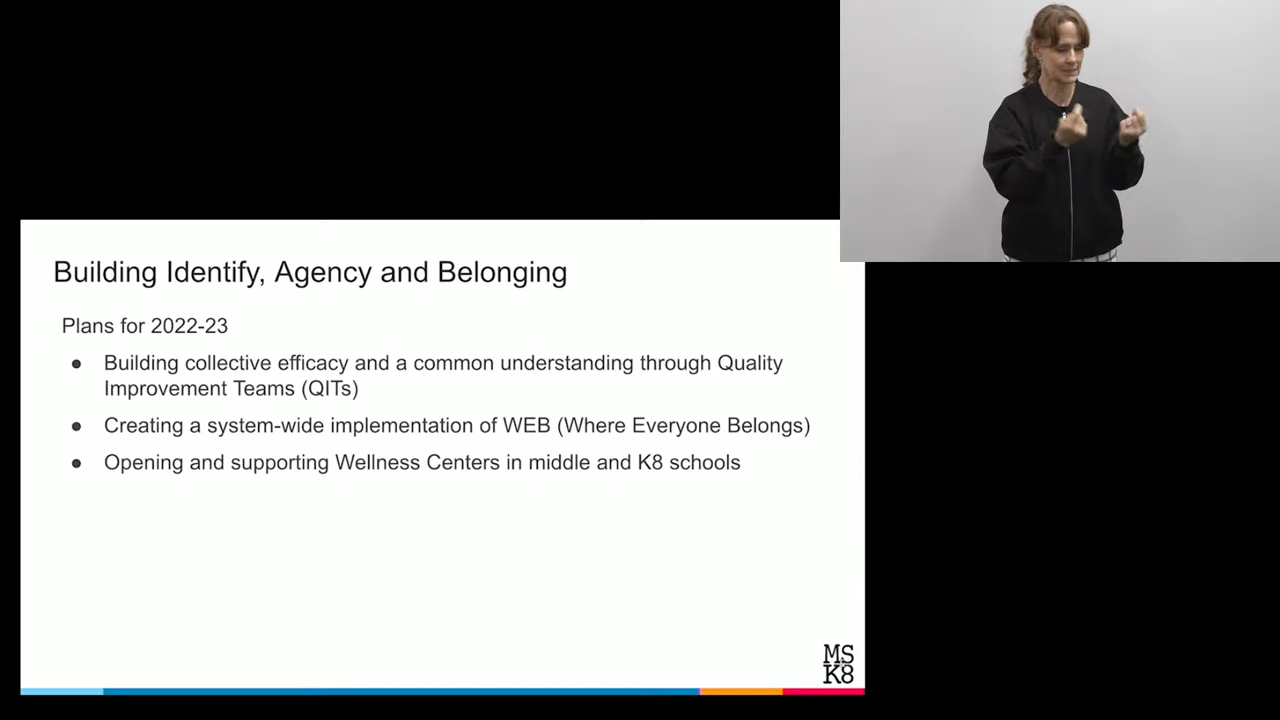 Building Identify, Agency and Belonging
Plans for 2022-23
● Building collective efficacy and a common understanding through Quality
Improvement Teams (QITs)
● Creating a system-wide implementation of WEB (Where Everyone Belongs)
● Opening and supporting Wellness Centers in middle and K8 schools
MS
K8